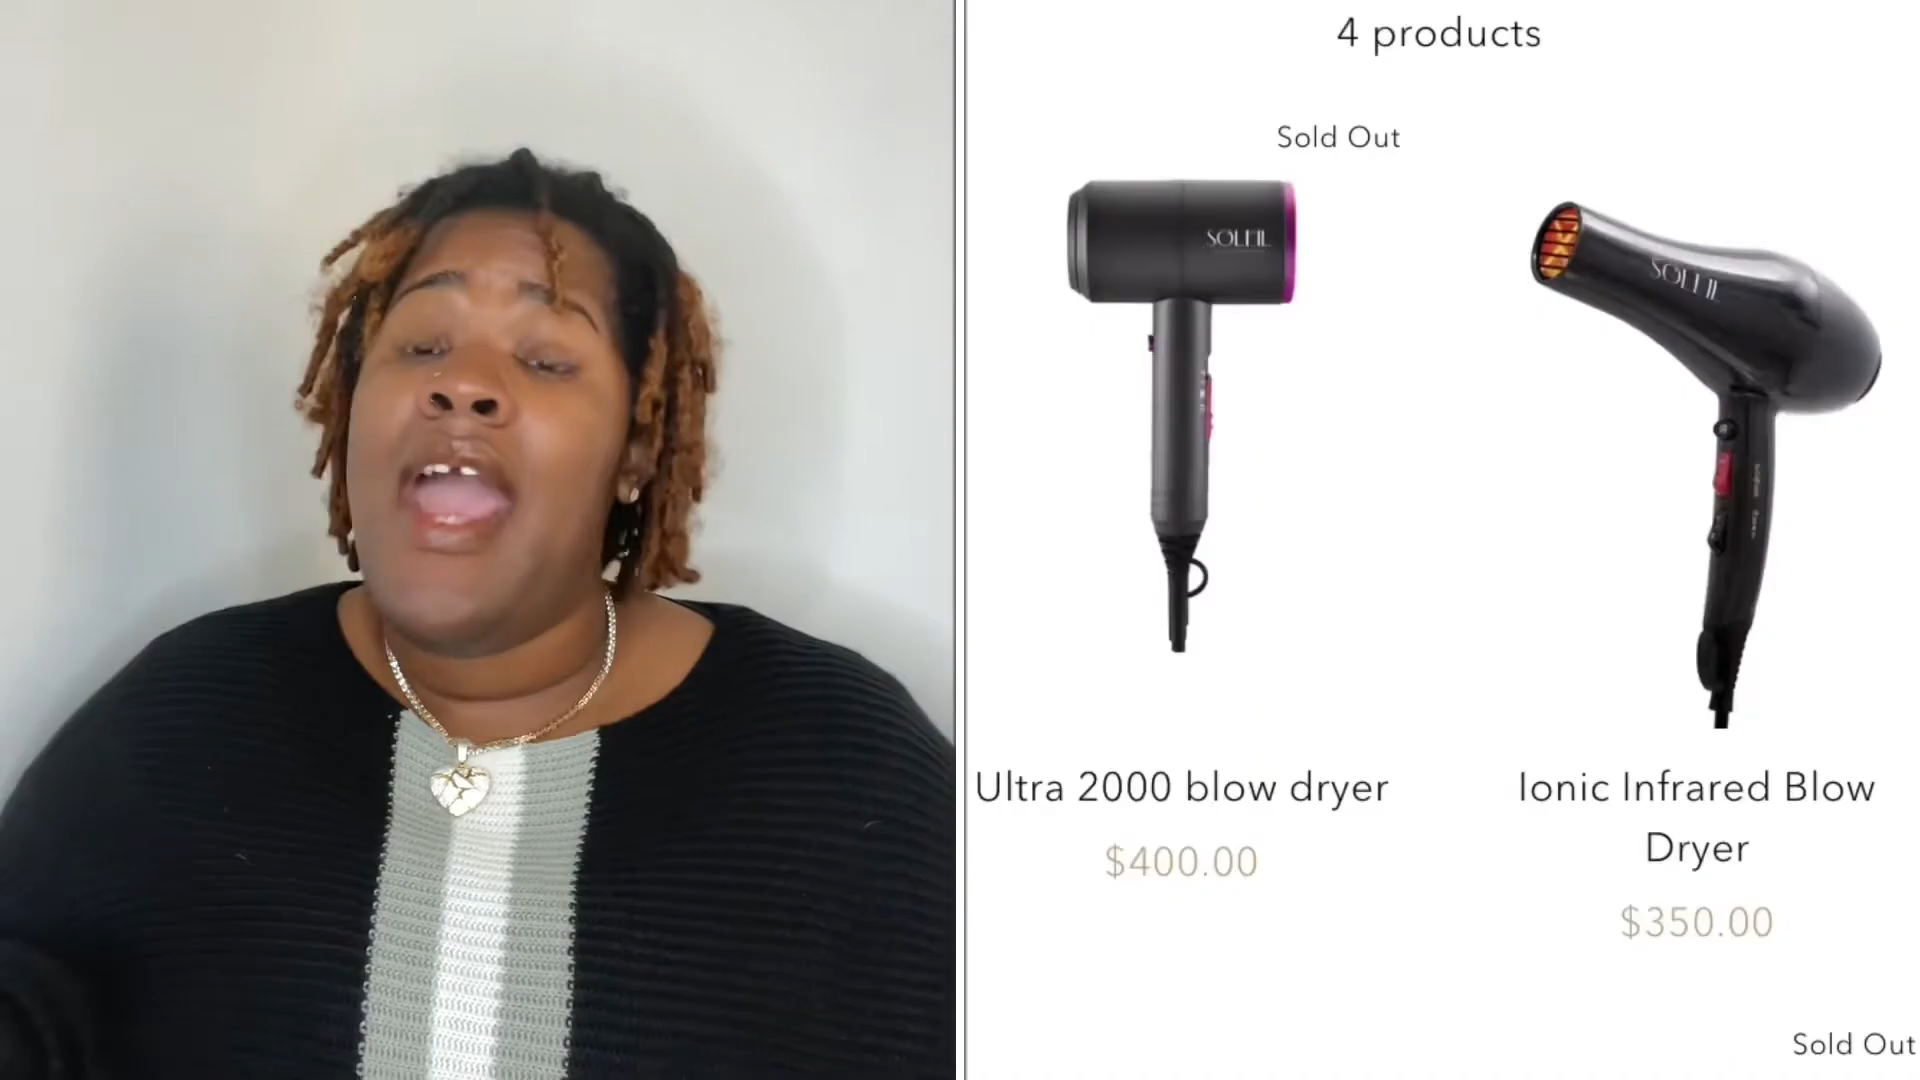 4 products
Sold Out
SOLEIL
SOLEIL
Ultra 2000 blow dryer
$400.00
Ionic Infrared Blow
Dryer
$350.00
Sold Out